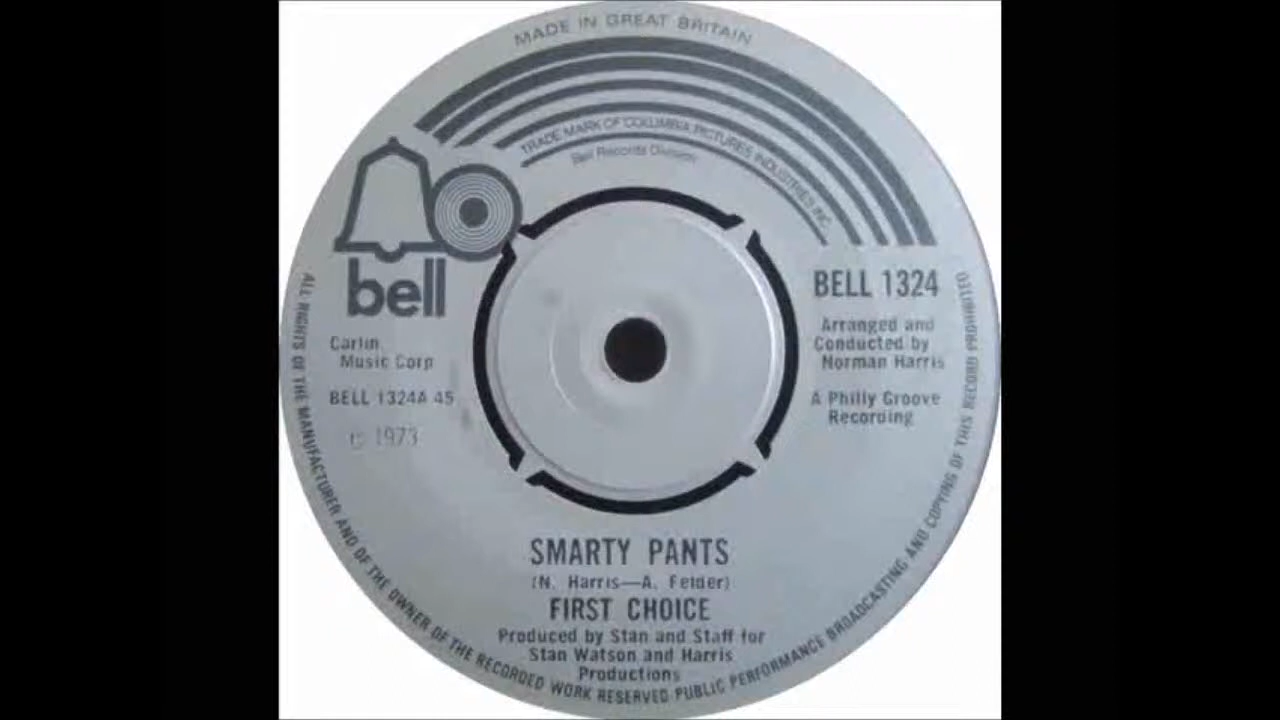 MADE IN GREAT BRITAIN
TRADE MARK OF COLUMBIA PICTURES INDUSTRIES INC.
Bell Records Division
bell
BELL 1324
Carlin
Music Corp
BELL 1324A 45
© 1973
Arranged and
Conducted by
Norman Harris
A Philly Groove
Recording
SMARTY PANTS
(N. Harris—A. Felder)
FIRST CHOICE
Produced by Stan and Staff for
Stan Watson and Harris
Productions
ALL RIGHTS OF THE MANUFACTURER AND OF THE OWNER OF THE RECORDED WORK RESERVED PUBLIC PERFORMANCE BROADCASTING AND COPYING OF THIS RECORD PROHIBITED